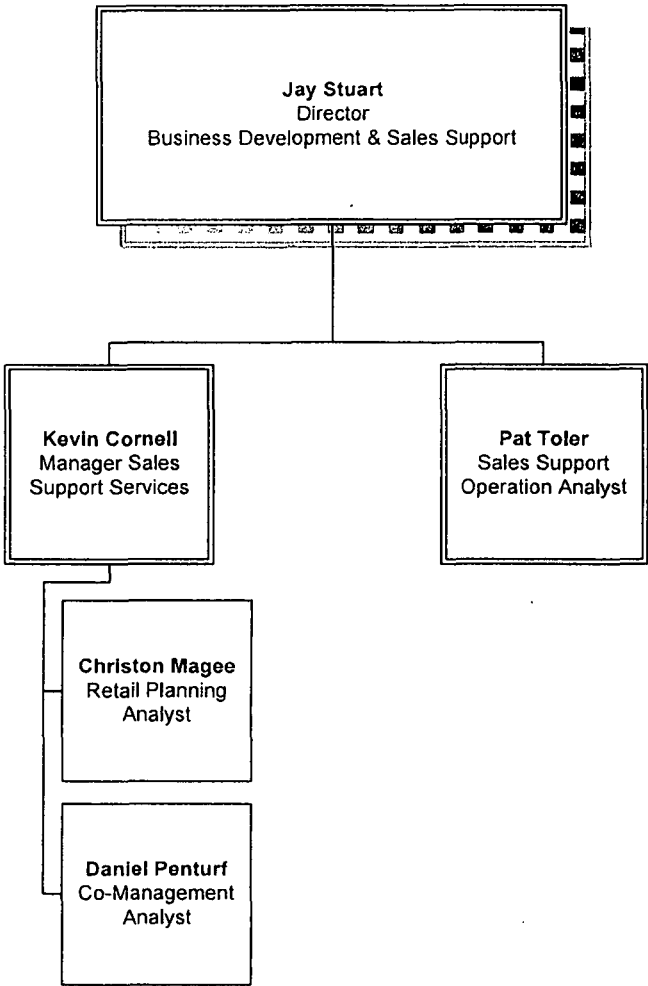 Jay Stuart
Director
Business Development & Sales Support
Kevin Cornell
Manager Sales
Support Services
Pat Toler
Sales Support
Operation Analyst
Christon Magee
Retail Planning
Analyst
Daniel Penturf
Co-Management
Analyst